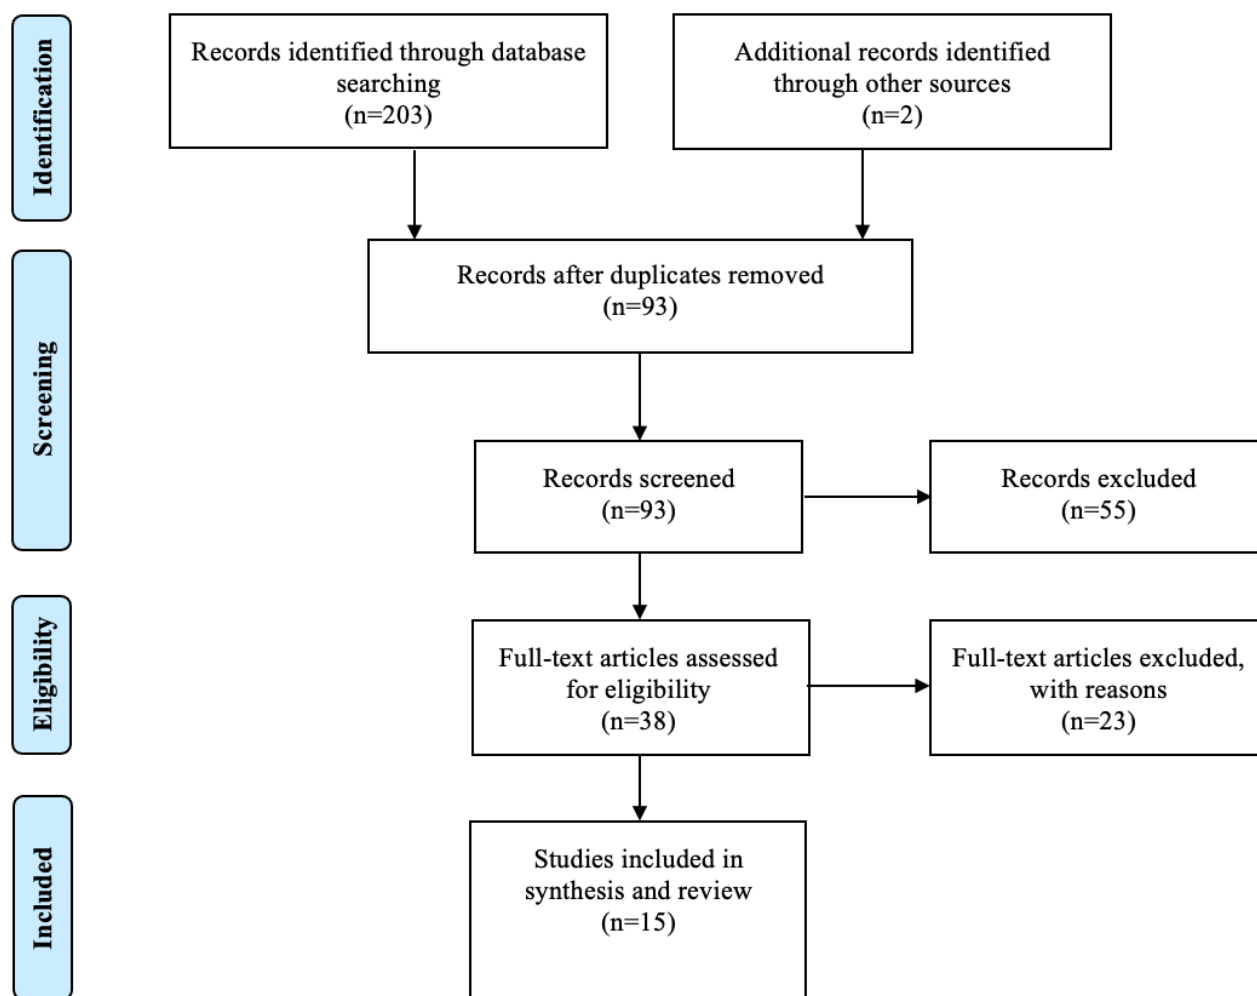 Identification
Records identified through database
searching
(n=203)
Additional records identified
through other sources
(n=2)
Screening
Records after duplicates removed
(n=93)
Records screened
(n=93)
Records excluded
(n=55)
Eligibility
Full-text articles assessed
for eligibility
(n=38)
Full-text articles excluded,
with reasons
(n=23)
Included
Studies included in
synthesis and review
(n=15)